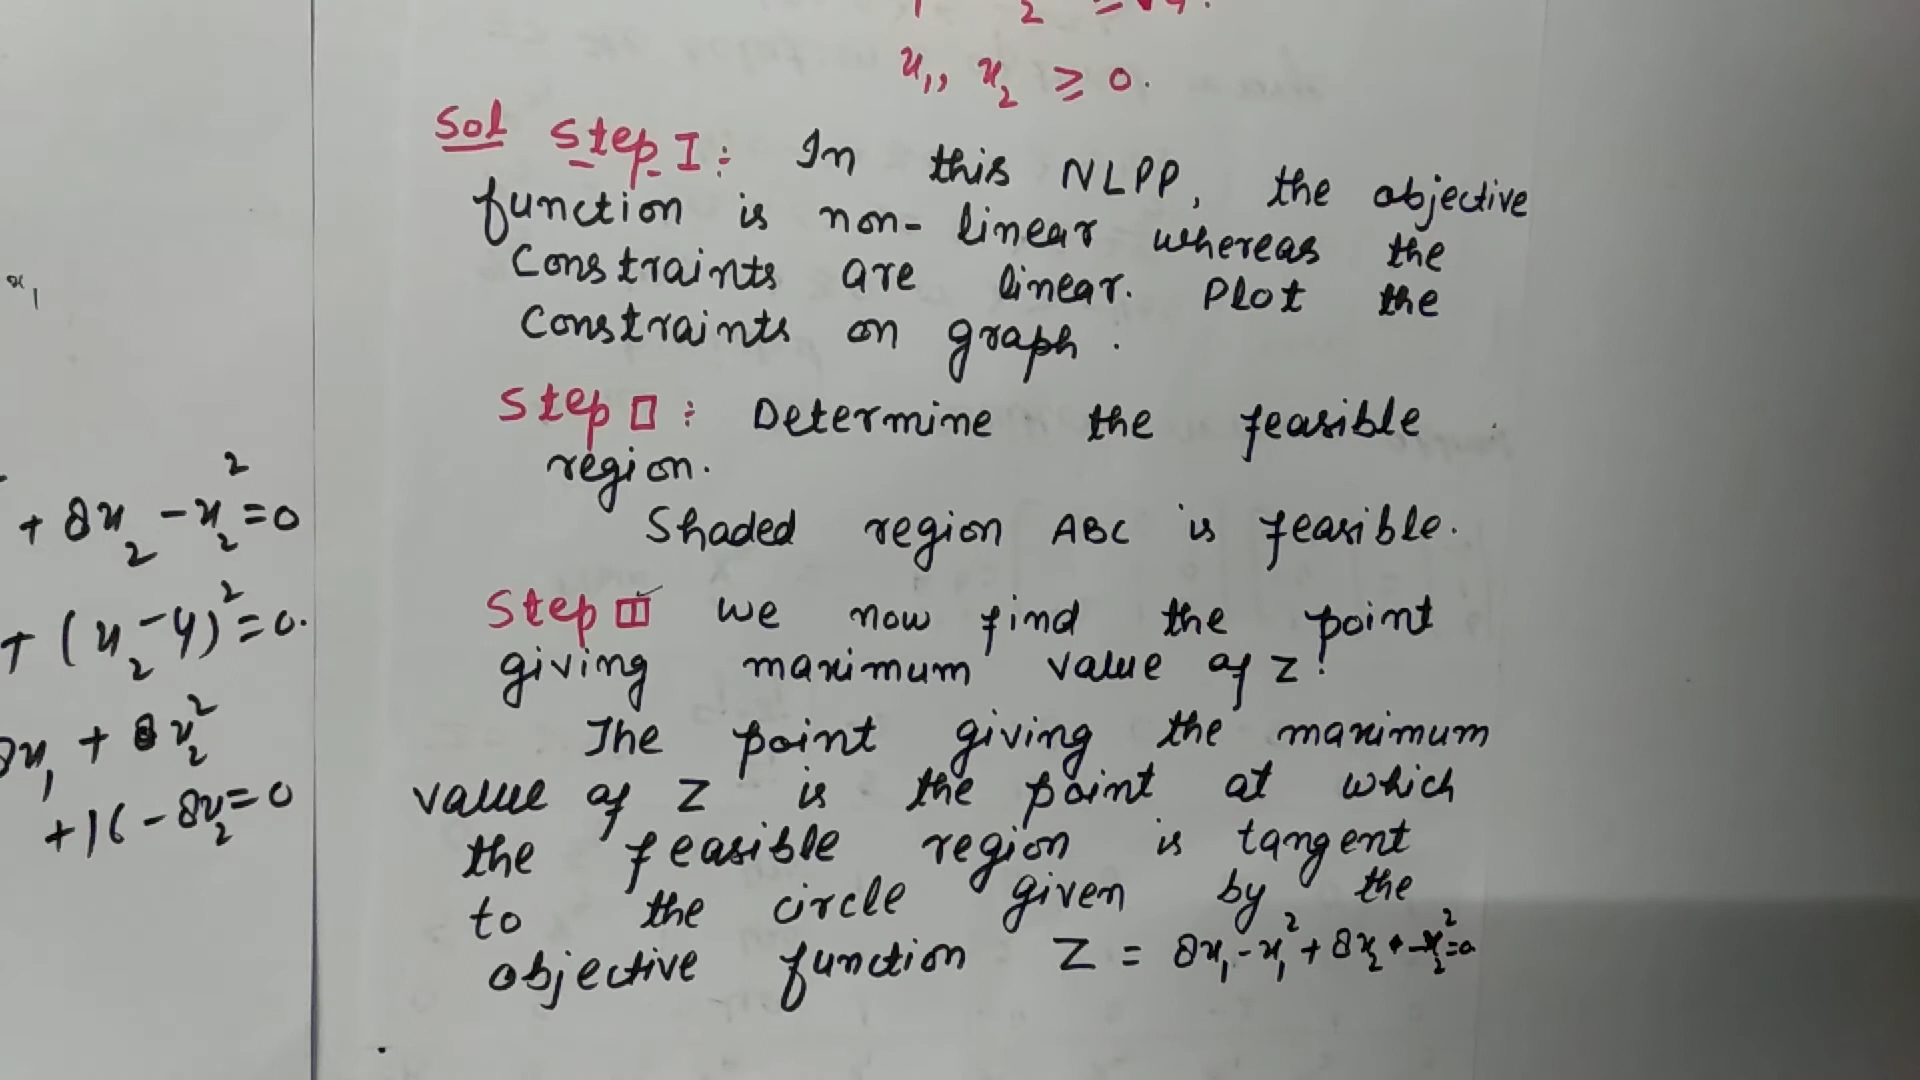 x₁, x₂ ≥ 0.
Sol Step I: In this NLPP, the objective
function is non-linear whereas the
Constraints are linear. Plot the
Constraints on graph.
Step II: Determine the feasible
region.
Shaded region ABC is feasible.
Step III we now find the point
giving maximum value of Z!
The point giving the maximum
value of Z is the point at which
the feasible region is tangent
to the circle given by the
objective function Z = 8x₁-x₁²+8x₂-x₂²=0
x₁
+ 8x₂ - x₂² = 0
+ (x₂-4)² = 0.
8x₁ + 8x₂²
+16 - 8x₂ = 0